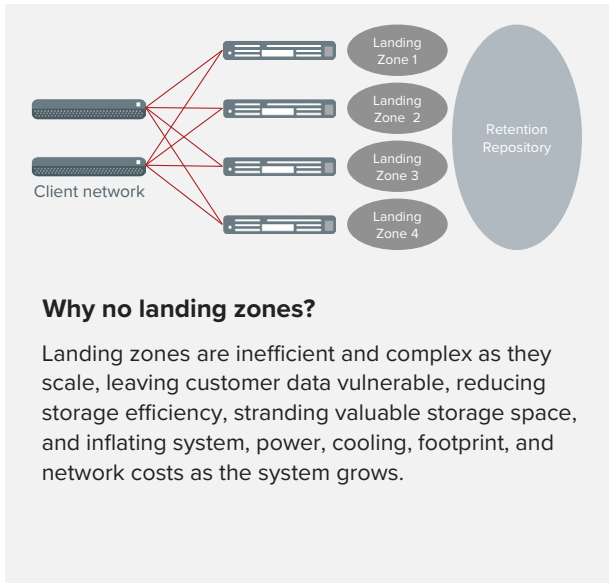 Landing
Zone 1
Landing
Zone 2
Retention
Repository
Landing
Zone 3
Client network
Landing
Zone 4
Why no landing zones?
Landing zones are inefficient and complex as they
scale, leaving customer data vulnerable, reducing
storage efficiency, stranding valuable storage space,
and inflating system, power, cooling, footprint, and
network costs as the system grows.